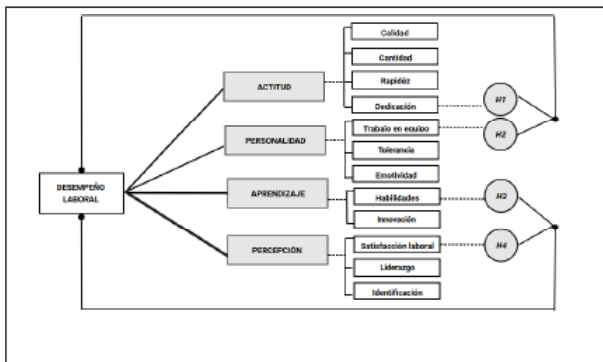 DESEMPEÑO
LABORAL
ACTITUD
Calidad
Cantidad
Rapidéz
Dedicación
H1
PERSONALIDAD
Trabajo en equipo
H2
Tolerancia
Emotividad
APRENDIZAJE
Habilidades
H3
Innovación
PERCEPCIÓN
Satisfacción laboral
H4
Liderazgo
Identificación